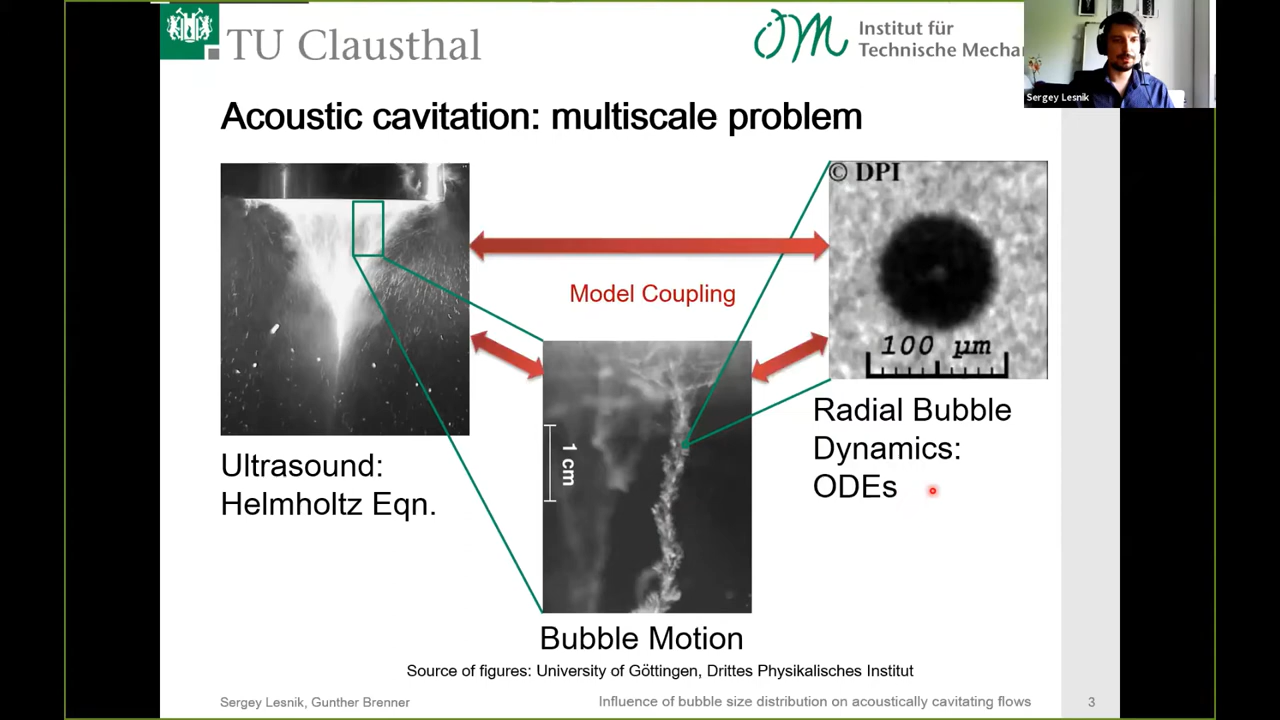 TU Clausthal
Institut für
Technische Mecha
Sergey Lesnik
Acoustic cavitation: multiscale problem
© DPI
Model Coupling
100 µm
1 cm
Radial Bubble
Dynamics:
ODEs
Ultrasound:
Helmholtz Eqn.
Bubble Motion
Source of figures: University of Göttingen, Drittes Physikalisches Institut
Sergey Lesnik, Gunther Brenner
Influence of bubble size distribution on acoustically cavitating flows
3